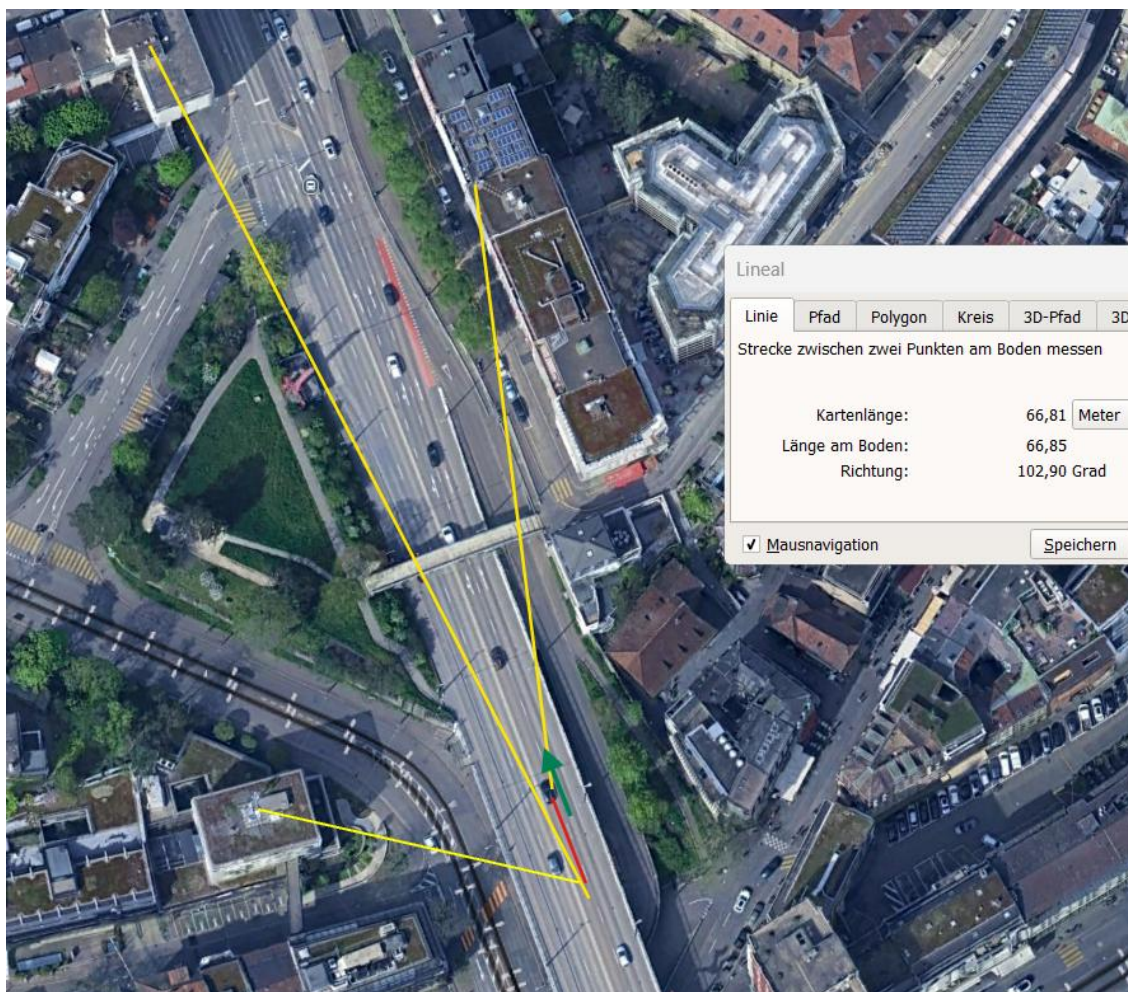 Lineal
Linie Pfad Polygon Kreis 3D-Pfad 3D
Strecke zwischen zwei Punkten am Boden messen
Kartenlänge: 66,81 Meter
Länge am Boden: 66,85
Richtung: 102,90 Grad
Mausnavigation Speichern